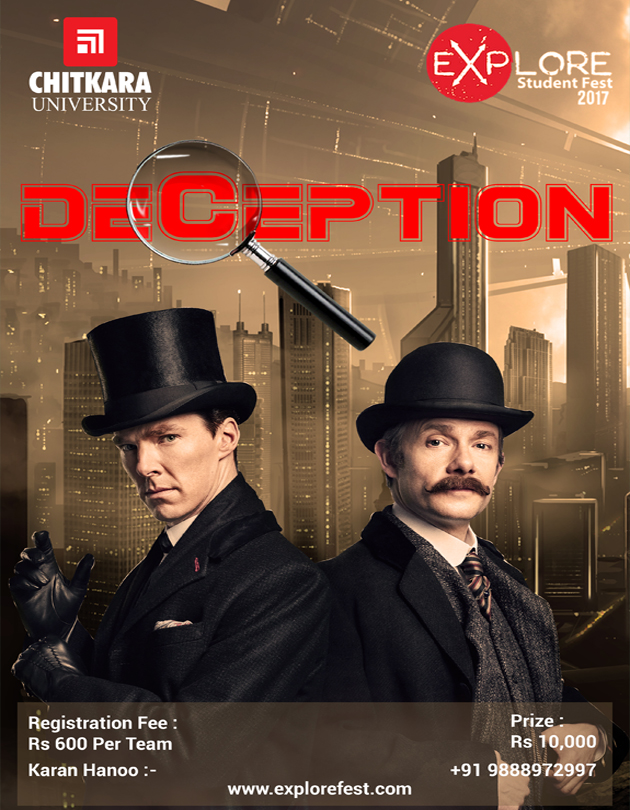 CHITKARA
UNIVERSITY
EXPLORE
Student Fest
2017
DECEPTION
Registration Fee :
Rs 600 Per Team
Prize :
Rs 10,000
Karan Hanoo :-
+91 9888972997
www.explorefest.com